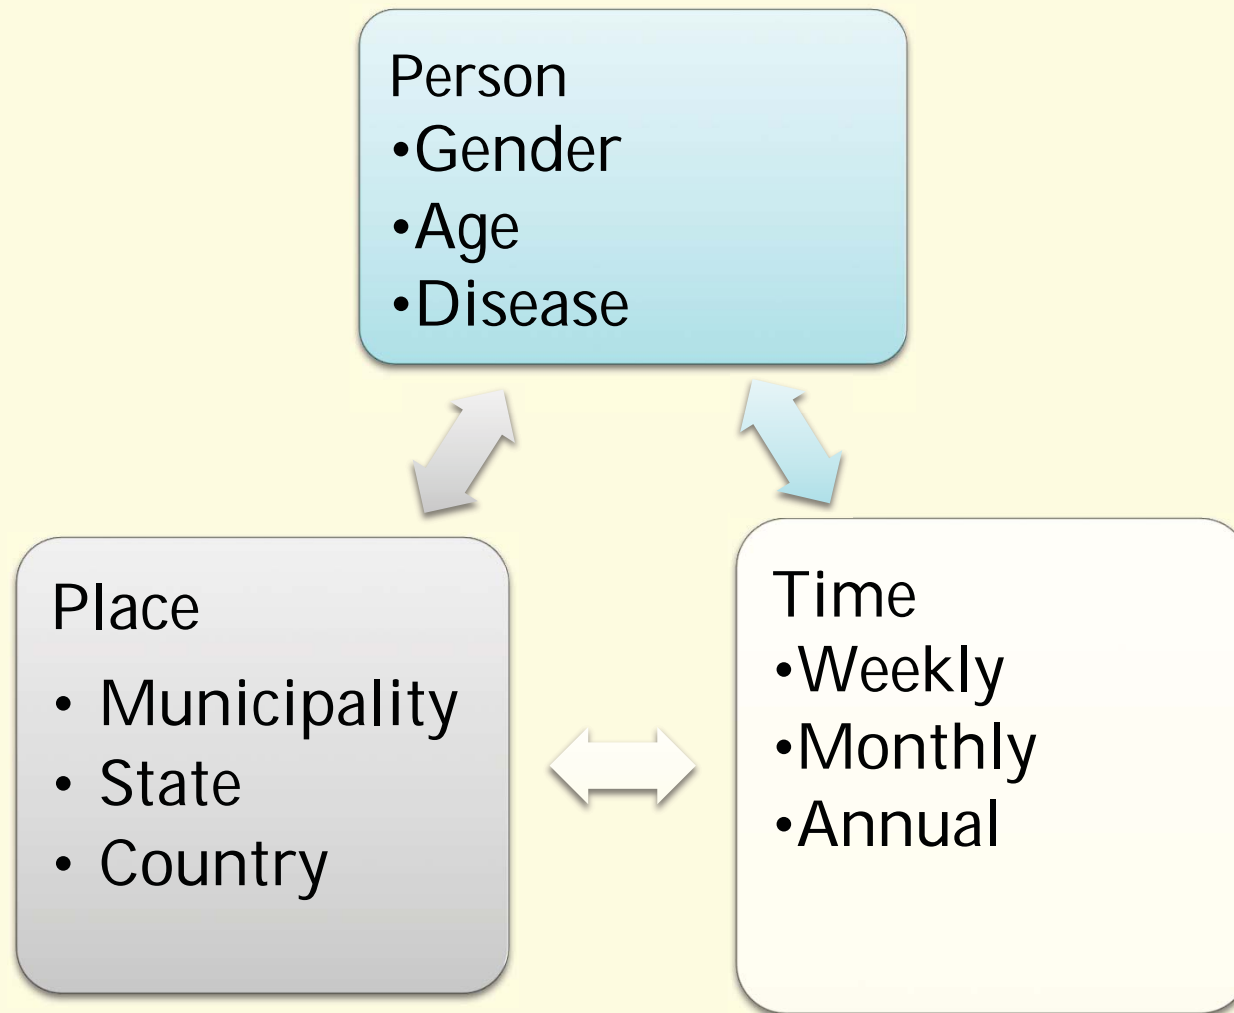 Person
•Gender
•Age
•Disease
Place
• Municipality
• State
• Country
Time
•Weekly
•Monthly
•Annual